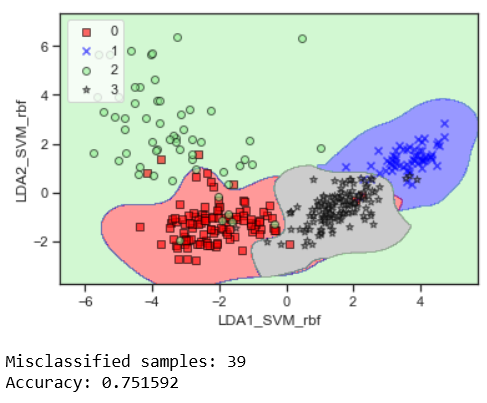 0
1
2
3
6
4
2
0
−2
LDA2_SVM_rbf
−6 −4 −2 0 2 4
LDA1_SVM_rbf
Misclassified samples: 39
Accuracy: 0.751592